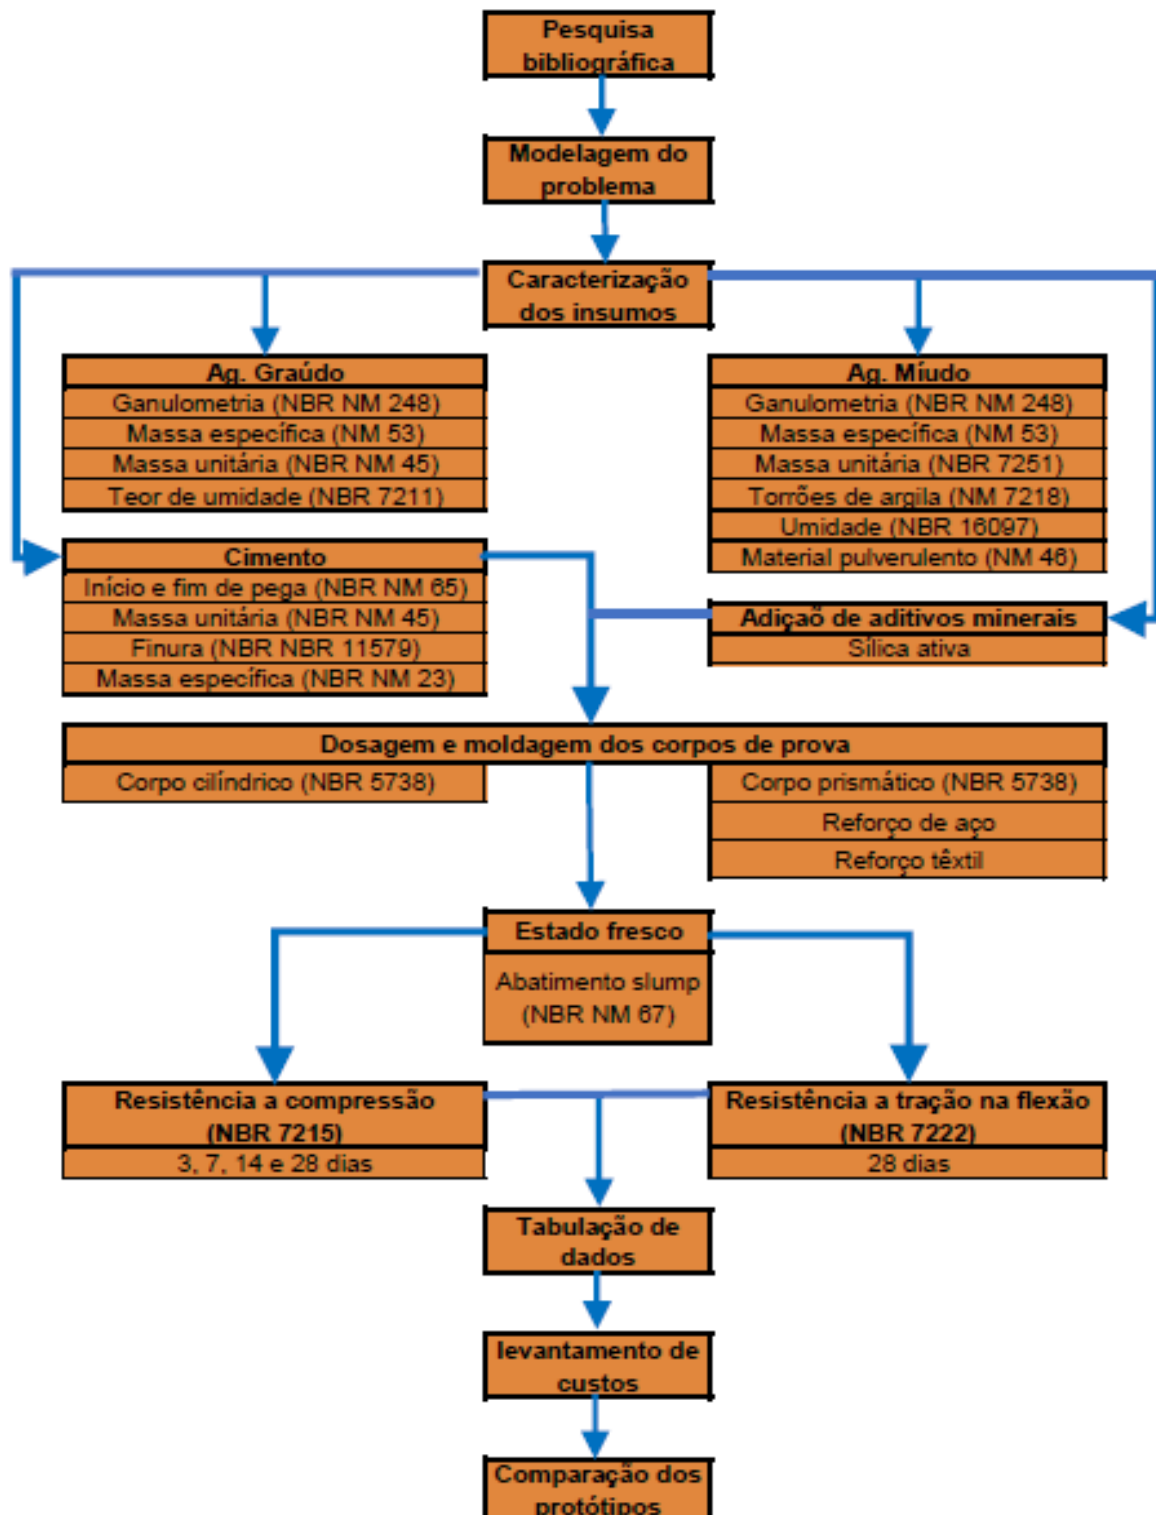 Pesquisa
bibliográfica
Modelagem do
problema
Caracterização
dos insumos
Ag. Graúdo
Ganulometria (NBR NM 248)
Massa específica (NM 53)
Massa unitária (NBR NM 45)
Teor de umidade (NBR 7211)
Ag. Míudo
Ganulometria (NBR NM 248)
Massa específica (NM 53)
Massa unitária (NBR 7251)
Torrões de argila (NM 7218)
Umidade (NBR 16097)
Material pulverulento (NM 46)
Cimento
Início e fim de pega (NBR NM 65)
Massa unitária (NBR NM 45)
Finura (NBR NBR 11579)
Massa específica (NBR NM 23)
Adiçaõ de aditivos minerais
Sílica ativa
Dosagem e moldagem dos corpos de prova
Corpo cilíndrico (NBR 5738)
Corpo prismático (NBR 5738)
Reforço de aço
Reforço têxtil
Estado fresco
Abatimento slump
(NBR NM 67)
Resistência a compressão
(NBR 7215)
3, 7, 14 e 28 dias
Resistência a tração na flexão
(NBR 7222)
28 dias
Tabulação de
dados
levantamento de
custos
Comparação dos
protótipos